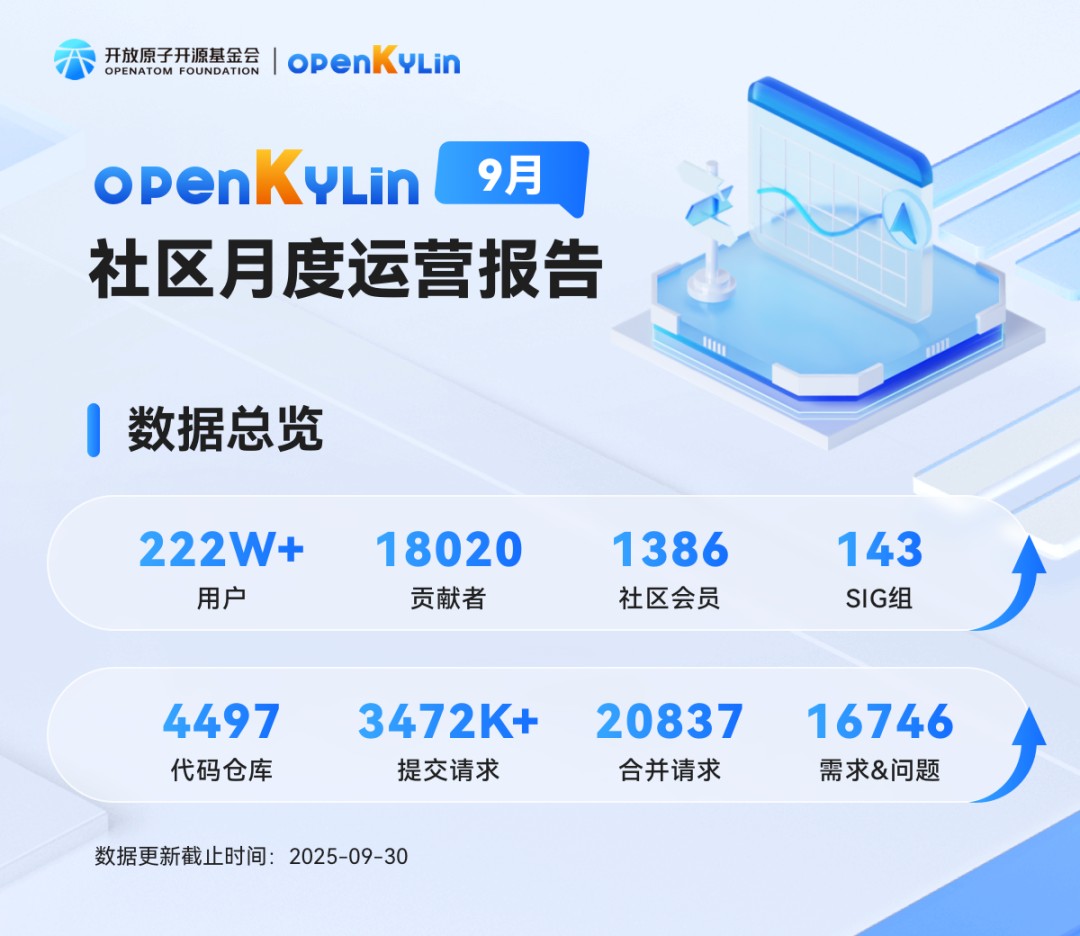 开放原子开源基金会
OPENATOM FOUNDATION
openKylin
openKylin 9月
社区月度运营报告
数据总览
222W+ 18020 1386 143
用户 贡献者 社区会员 SIG组
4497 3472K+ 20837 16746
代码仓库 提交请求 合并请求 需求&问题
数据更新截止时间：2025-09-30